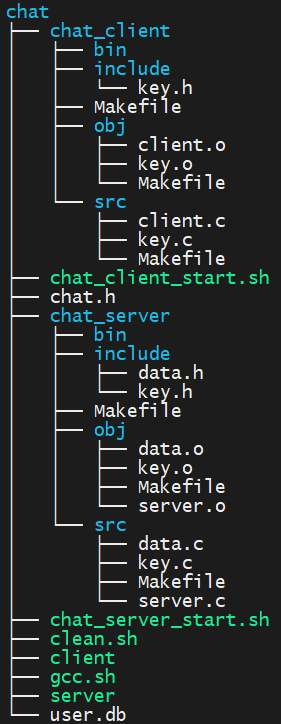 chat
├── chat_client
│   ├── bin
│   ├── include
│   │   └── key.h
│   ├── Makefile
│   ├── obj
│   │   ├── client.o
│   │   ├── key.o
│   │   └── Makefile
│   └── src
│       ├── client.c
│       ├── key.c
│       └── Makefile
├── chat_client_start.sh
├── chat.h
├── chat_server
│   ├── bin
│   ├── include
│   │   ├── data.h
│   │   └── key.h
│   ├── Makefile
│   ├── obj
│   │   ├── data.o
│   │   ├── key.o
│   │   ├── Makefile
│   │   └── server.o
│   └── src
│       ├── data.c
│       ├── key.c
│       ├── Makefile
│       └── server.c
├── chat_server_start.sh
├── clean.sh
├── client
├── gcc.sh
├── server
└── user.db